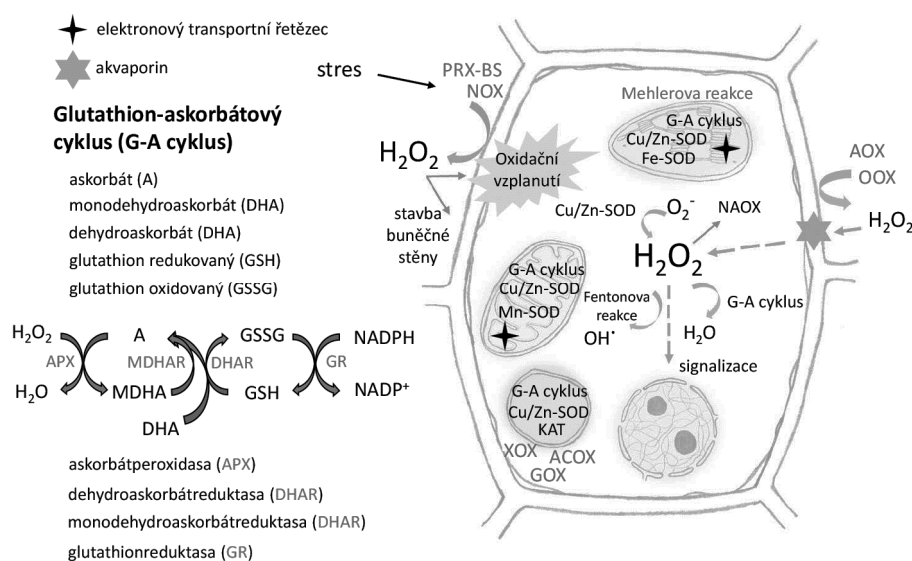 elektronový transportní řetězec
akvaporin
Glutathion-askorbátový
cyklus (G-A cyklus)
askorbát (A)
monodehydroaskorbát (DHA)
dehydroaskorbát (DHA)
glutathion redukovaný (GSH)
glutathion oxidovaný (GSSG)
H₂O₂
A
GSSG
NADPH
APX
MDHAR
DHAR
GR
H₂O
MDHA
GSH
NADP⁺
DHA
askorbátperoxidasa (APX)
dehydroaskorbátreduktasa (DHAR)
monodehydroaskorbátreduktasa (DHAR)
glutathionreduktasa (GR)
stres
PRX-BS
NOX
H₂O₂
Oxidační
vzplanutí
stavba
buněčné
stěny
Mehlerova reakce
G-A cyklus
Cu/Zn-SOD
Fe-SOD
AOX
OOX
H₂O₂
Cu/Zn-SOD
O₂⁻
NAOX
H₂O₂
G-A cyklus
Cu/Zn-SOD
Mn-SOD
Fentonova
reakce
OH•
H₂O
G-A cyklus
signalizace
G-A cyklus
Cu/Zn-SOD
KAT
XOX
GOX
ACOX